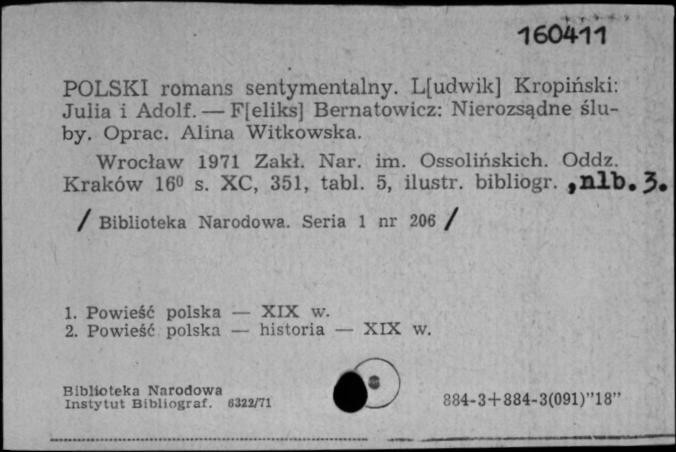 160411
POLSKI romans sentymentalny. L[udwik] Kropiński:
Julia i Adolf. — F[eliks] Bernatowicz: Nierozsądne ślu-
by. Oprac. Alina Witkowska.
Wrocław 1971 Zakł. Nar. im. Ossolińskich. Oddz.
Kraków 16⁰ s. XC, 351, tabl. 5, ilustr. bibliogr. , nlb. 3.
/ Biblioteka Narodowa. Seria 1 nr 206 /
1. Powieść polska — XIX w.
2. Powieść polska — historia — XIX w.
Biblioteka Narodowa
Instytut Bibliograf. 6322/71
884-3+884-3(091)"18"